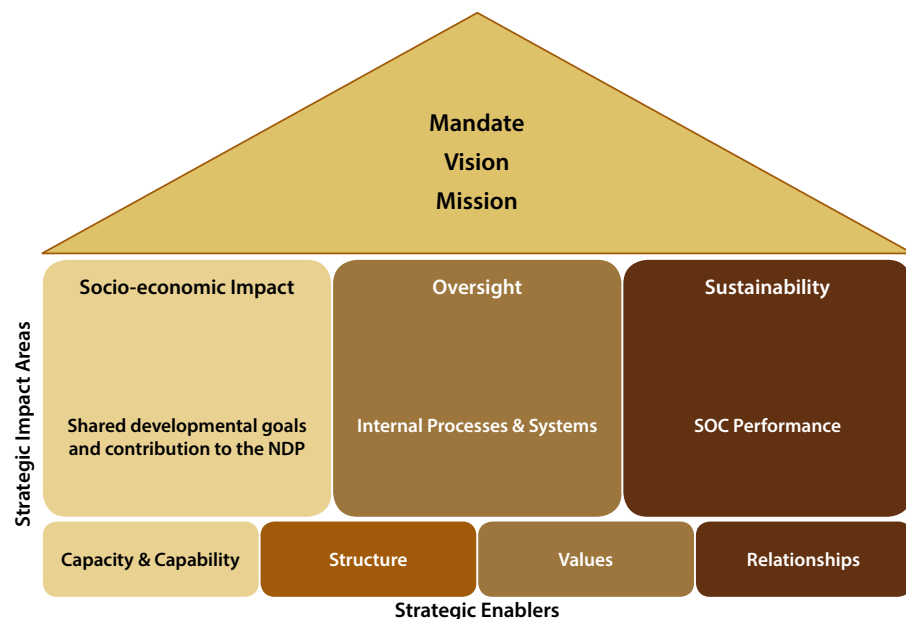 Mandate
Vision
Mission
Strategic Impact Areas
Socio-economic Impact
Shared developmental goals
and contribution to the NDP
Oversight
Internal Processes & Systems
Sustainability
SOC Performance
Capacity & Capability
Structure
Values
Relationships
Strategic Enablers